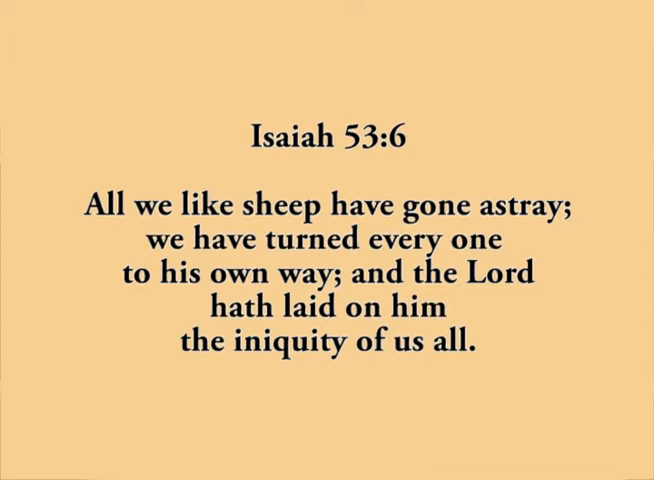 Isaiah 53:6
All we like sheep have gone astray;
we have turned every one
to his own way; and the Lord
hath laid on him
the iniquity of us all.